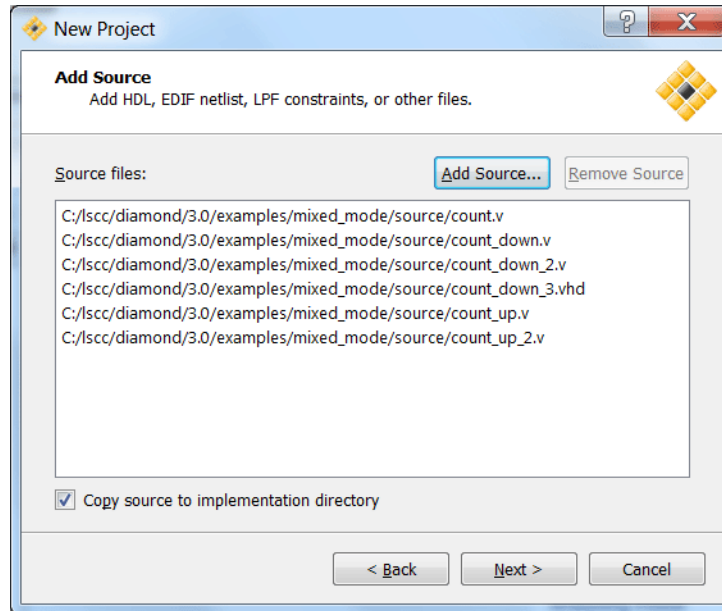 New Project
Add Source
Add HDL, EDIF netlist, LPF constraints, or other files.
Source files:
Add Source...
Remove Source
C:/lscc/diamond/3.0/examples/mixed_mode/source/count.v
C:/lscc/diamond/3.0/examples/mixed_mode/source/count_down.v
C:/lscc/diamond/3.0/examples/mixed_mode/source/count_down_2.v
C:/lscc/diamond/3.0/examples/mixed_mode/source/count_down_3.vhd
C:/lscc/diamond/3.0/examples/mixed_mode/source/count_up.v
C:/lscc/diamond/3.0/examples/mixed_mode/source/count_up_2.v
Copy source to implementation directory
< Back
Next >
Cancel